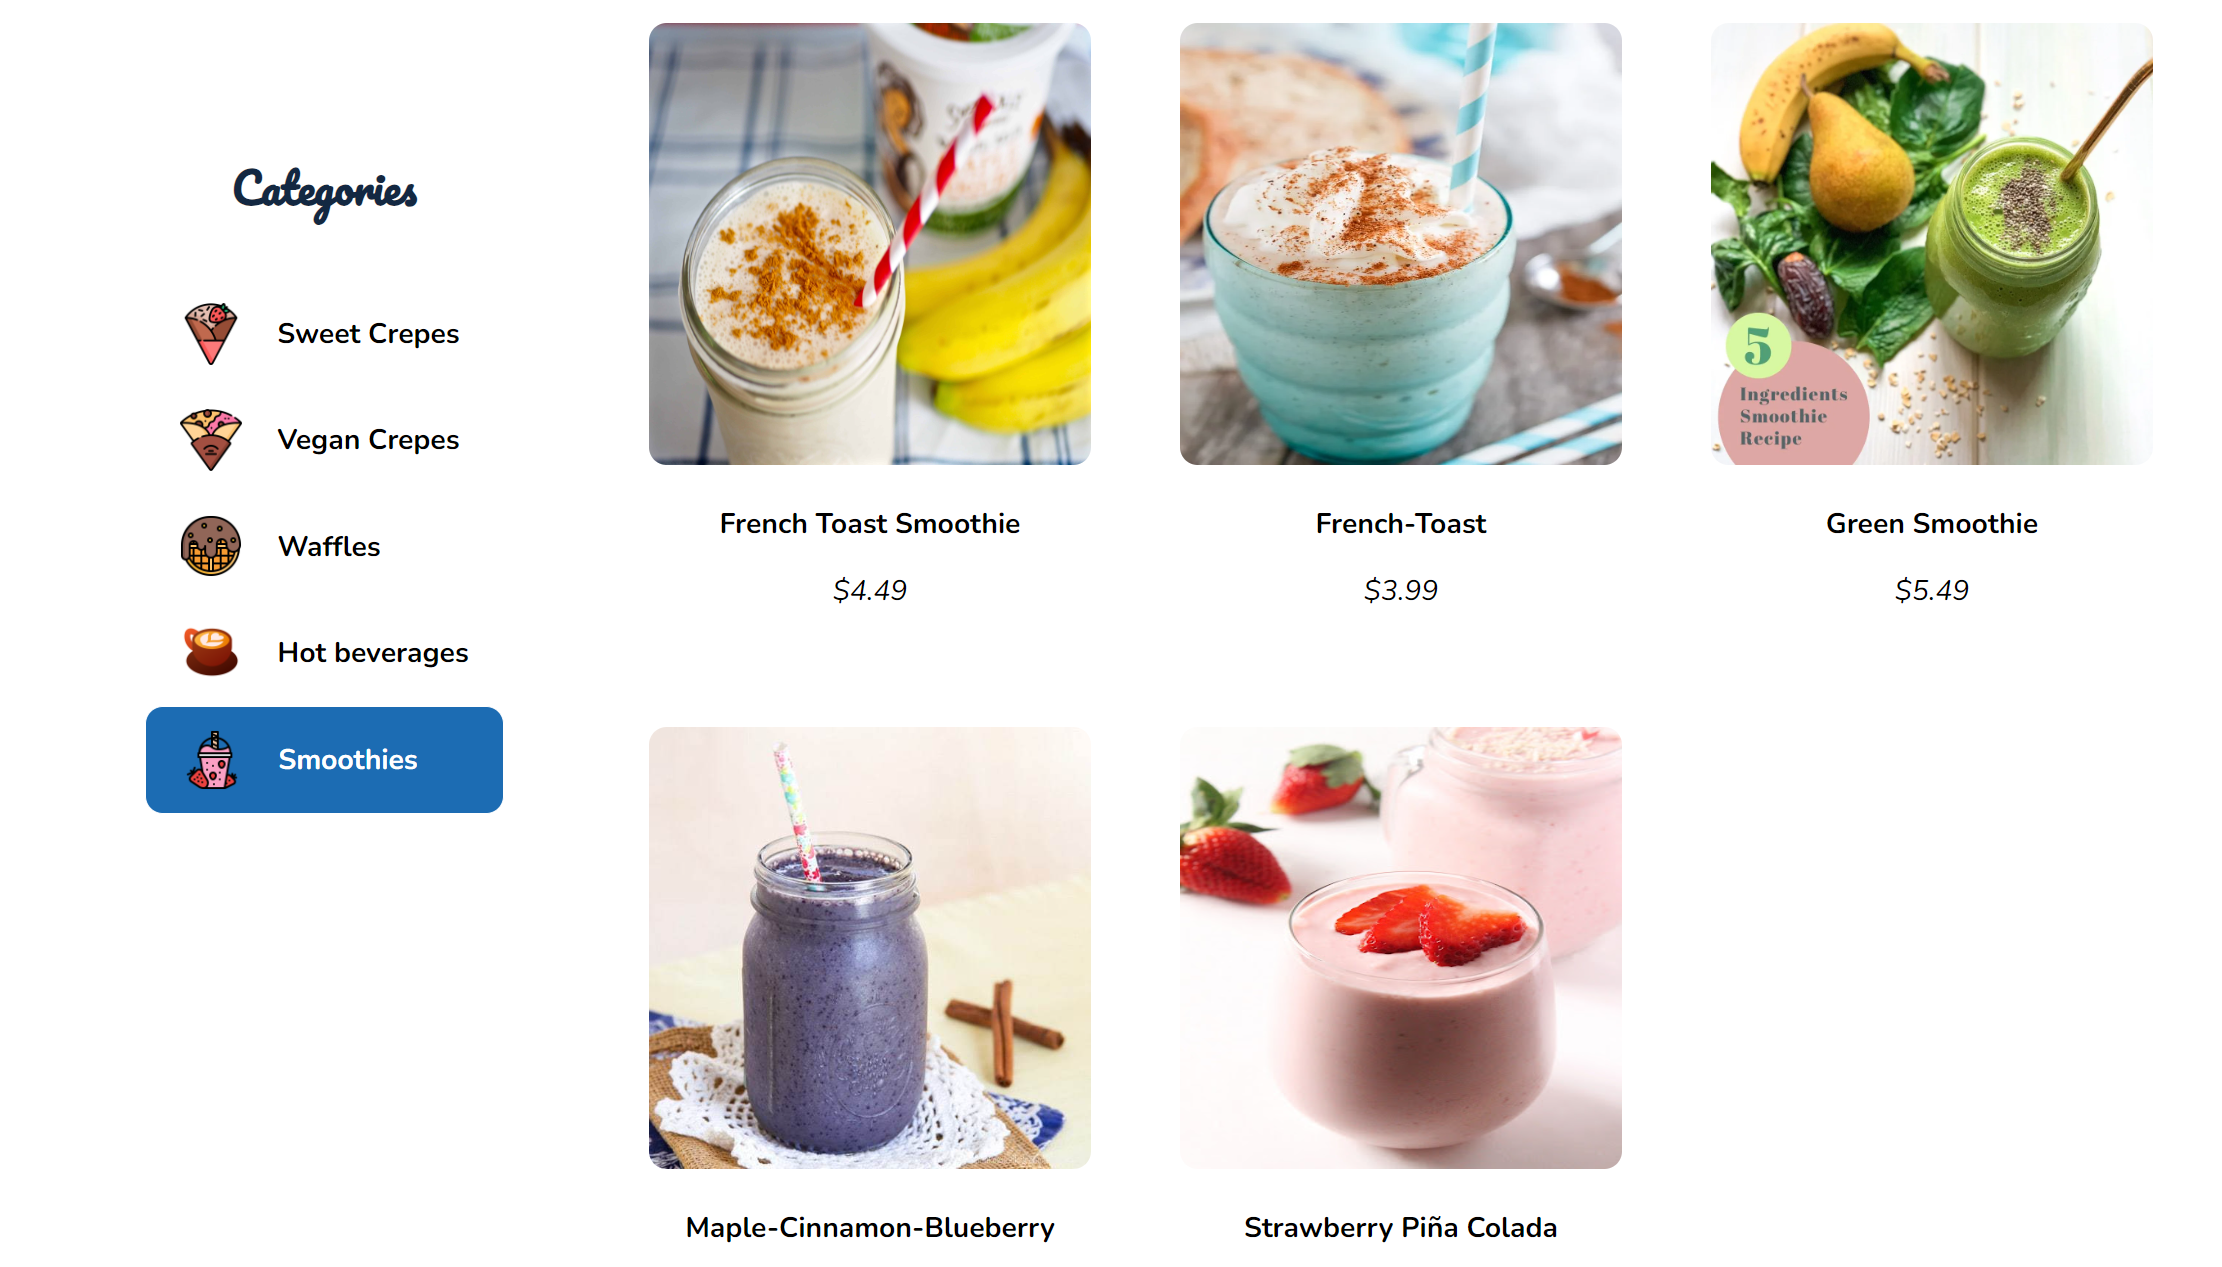 Categories
Sweet Crepes
Vegan Crepes
Waffles
Hot beverages
Smoothies
5
Ingredients
Smoothie
Recipe
French Toast Smoothie
French-Toast
Green Smoothie
$4.49
$3.99
$5.49
Maple-Cinnamon-Blueberry
Strawberry Piña Colada